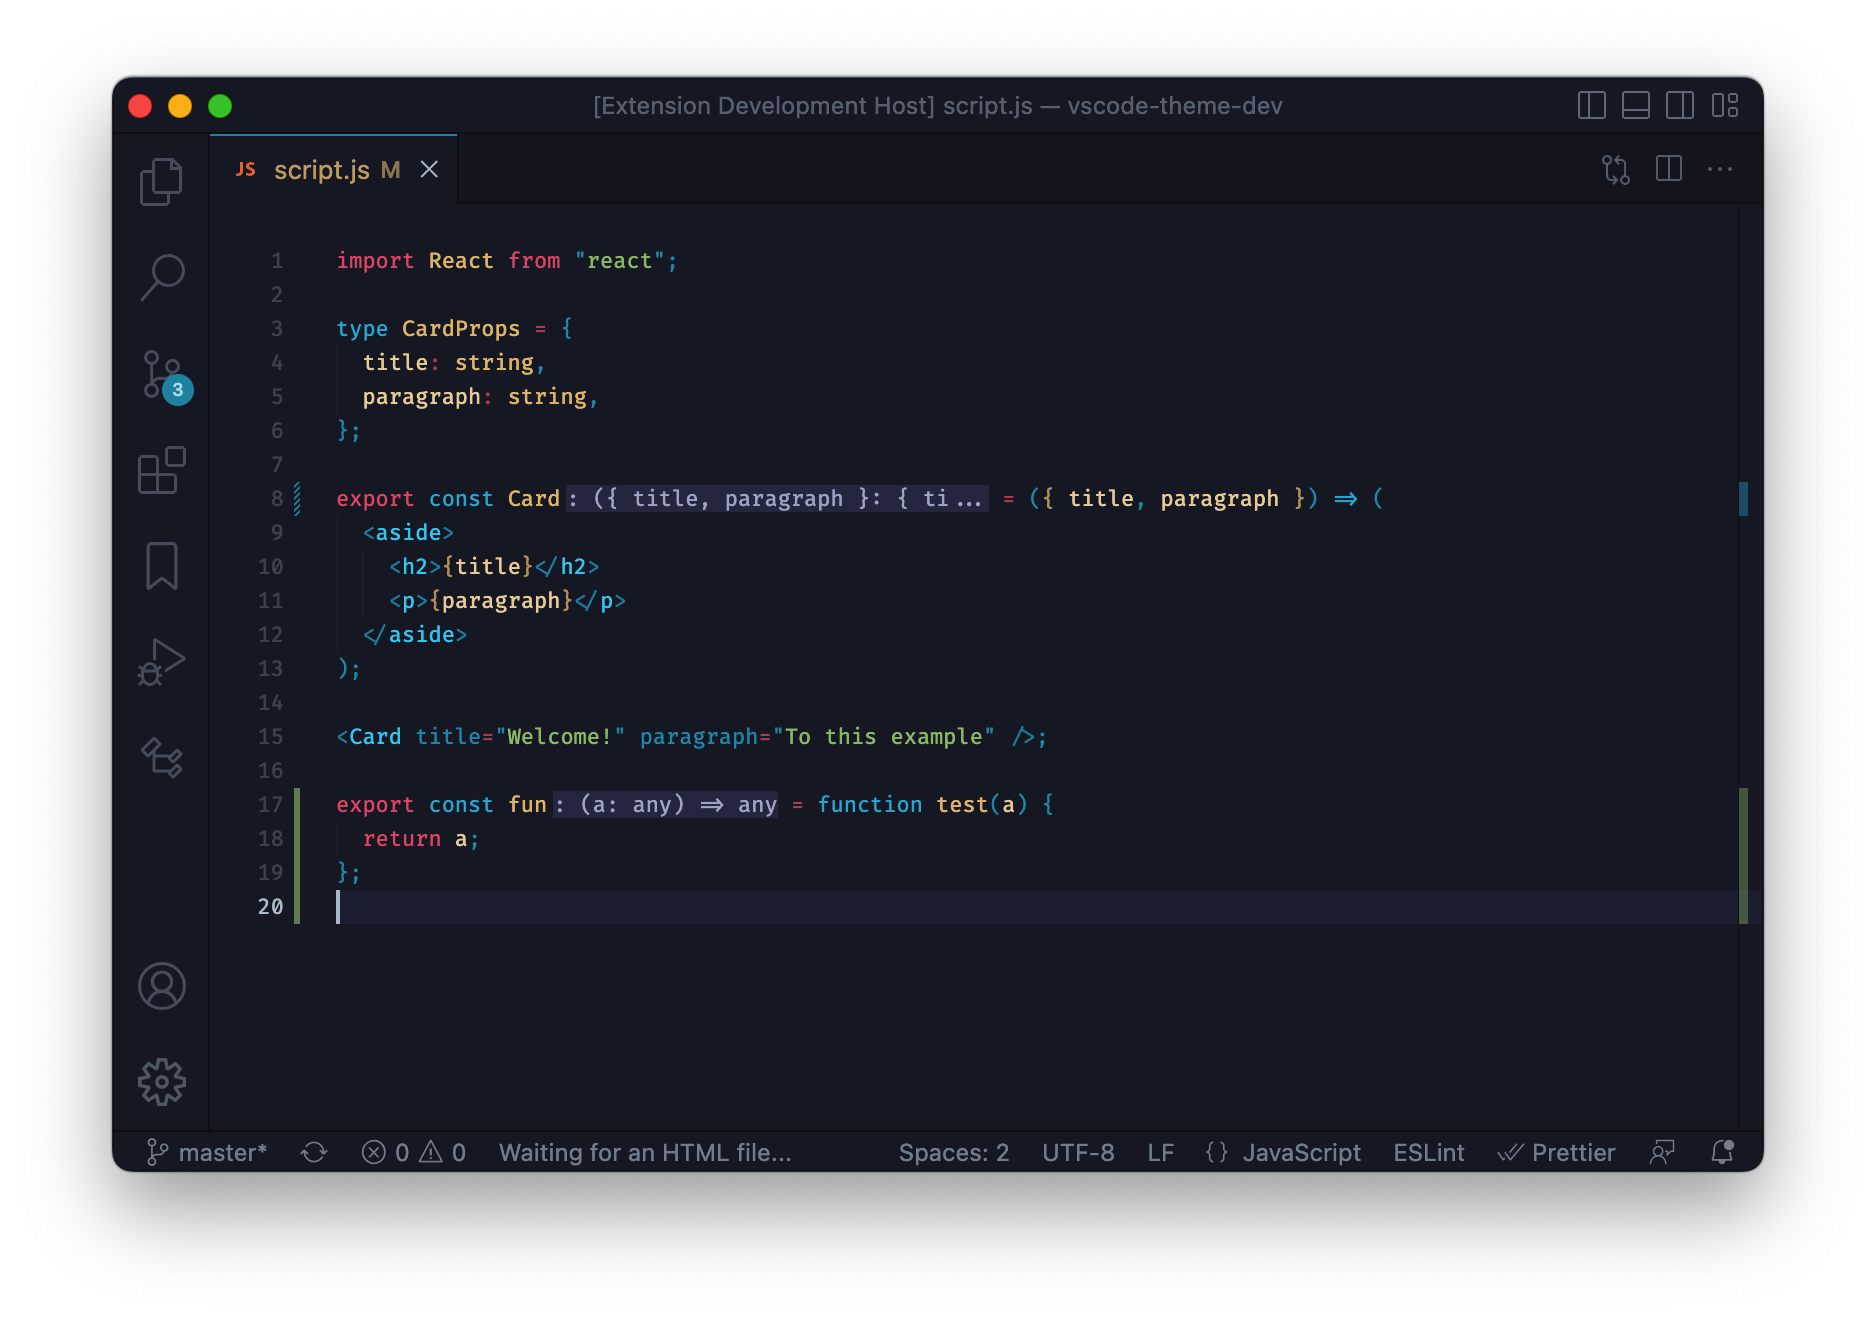 [Extension Development Host] script.js — vscode-theme-dev
JS script.js M
3
1 import React from "react";
2
3 type CardProps = {
4 title: string,
5 paragraph: string,
6 };
7
8 export const Card: ({ title, paragraph }: { ti... = ({ title, paragraph }) => (
9 <aside>
10 <h2>{title}</h2>
11 <p>{paragraph}</p>
12 </aside>
13 );
14
15 <Card title="Welcome!" paragraph="To this example" />;
16
17 export const fun: (a: any) => any = function test(a) {
18 return a;
19 };
20
master* 0 0 Waiting for an HTML file... Spaces: 2 UTF-8 LF {} JavaScript ESLint Prettier